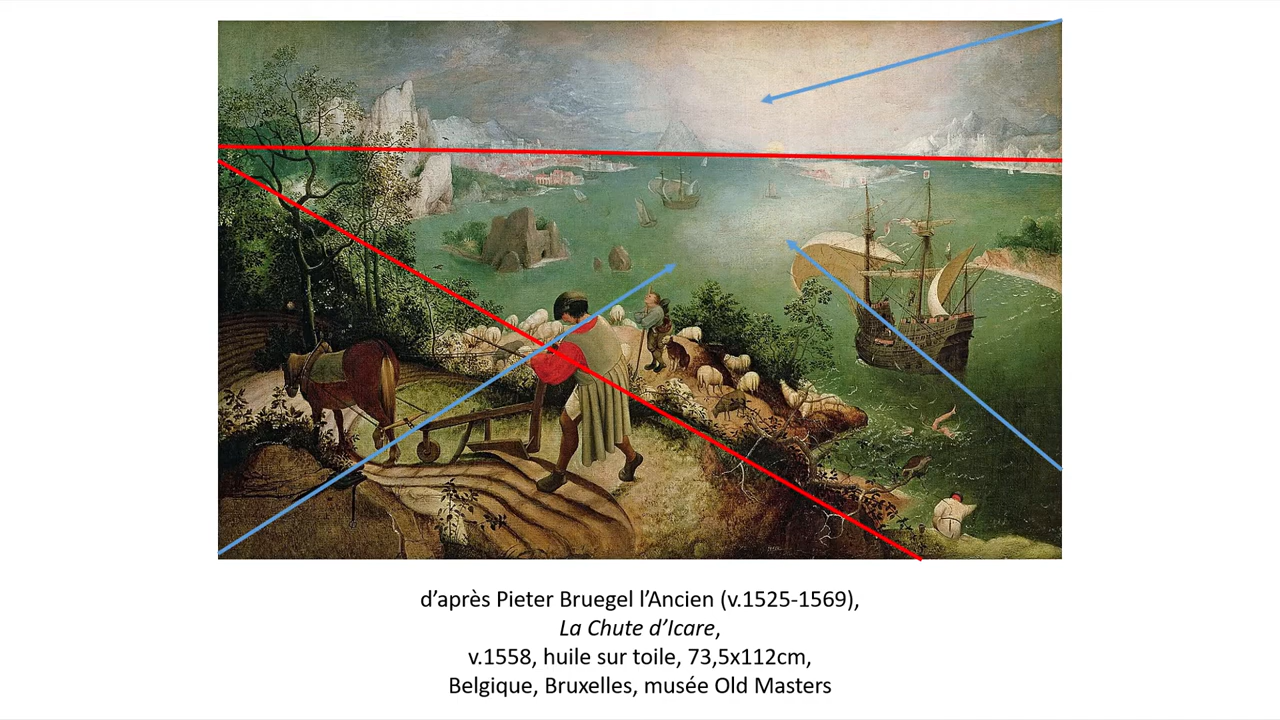 d’après Pieter Bruegel l’Ancien (v.1525-1569),
La Chute d’Icare,
v.1558, huile sur toile, 73,5x112cm,
Belgique, Bruxelles, musée Old Masters